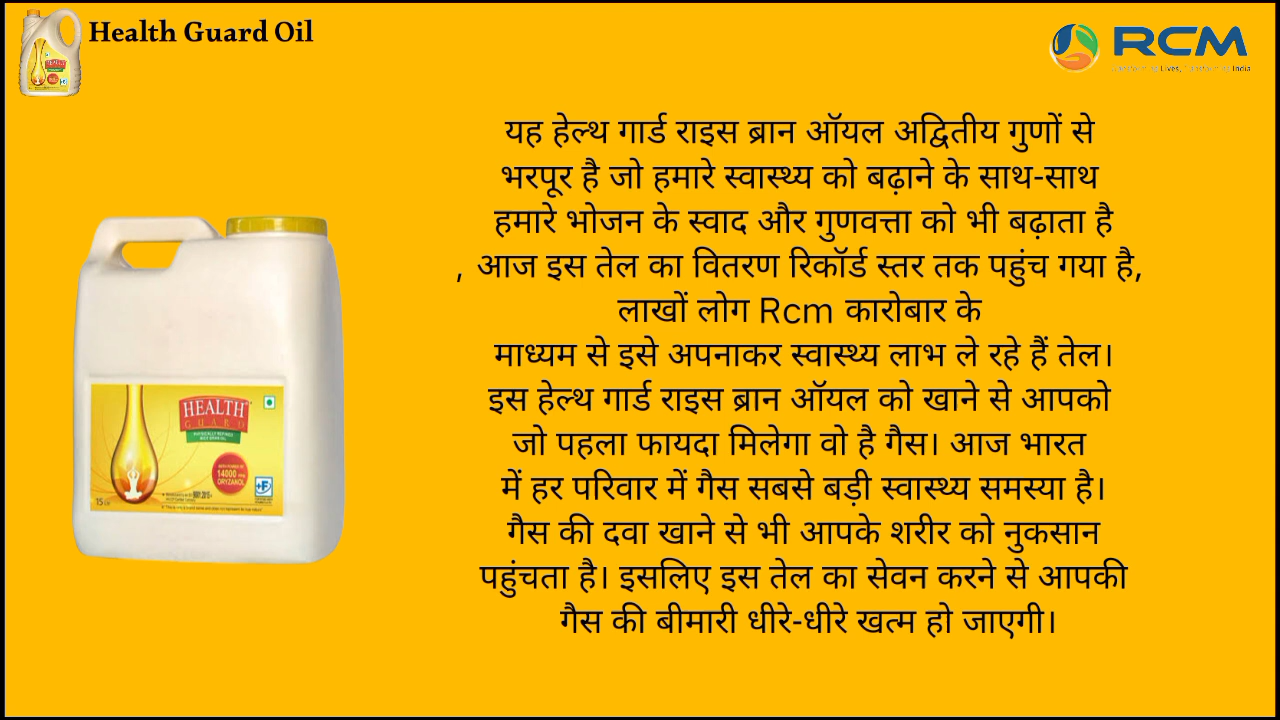 Health Guard Oil
RCM
यह हेल्थ गार्ड राइस ब्रान ऑयल अद्वितीय गुणों से
भरपूर है जो हमारे स्वास्थ्य को बढ़ाने के साथ-साथ
हमारे भोजन के स्वाद और गुणवत्ता को भी बढ़ाता है
, आज इस तेल का वितरण रिकॉर्ड स्तर तक पहुंच गया है,
लाखों लोग Rcm कारोबार के
माध्यम से इसे अपनाकर स्वास्थ्य लाभ ले रहे हैं तेल।
इस हेल्थ गार्ड राइस ब्रान ऑयल को खाने से आपको
जो पहला फायदा मिलेगा वो है गैस। आज भारत
में हर परिवार में गैस सबसे बड़ी स्वास्थ्य समस्या है।
गैस की दवा खाने से भी आपके शरीर को नुकसान
पहुंचता है। इसलिए इस तेल का सेवन करने से आपकी
गैस की बीमारी धीरे-धीरे खत्म हो जाएगी।
HEALTH
GUARD
14000
ORYZANOL
+F